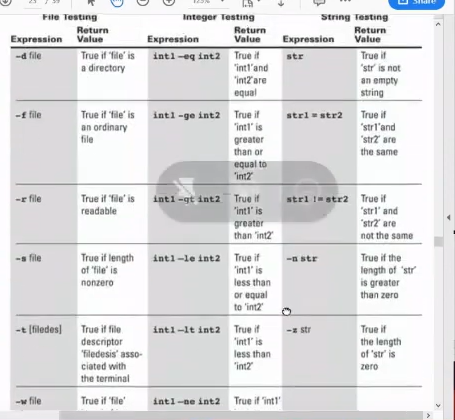 File Testing Integer Testing String Testing
Expression Return Value Expression Return Value Expression Return Value
-d file True if 'file' is a directory int1 -eq int2 True if 'int1'and 'int2'are equal str True if 'str' is not an empty string
-f file True if 'file' is an ordinary file int1 -ge int2 True if 'int1' is greater than or equal to 'int2' str1 = str2 True if 'str1'and 'str2' are the same
-r file True if 'file' is readable int1 -gt int2 True if 'int1' is greater than 'int2' str1 != str2 True if 'str1' and 'str2' are not the same
-s file True if length of 'file' is nonzero int1 -le int2 True if 'int1' is less than or equal to 'int2' -n str True if the length of 'str' is greater than zero
-t [filedes] True if file descriptor 'filedesis' asso- ciated with the terminal int1 -lt int2 True if 'int1' is less than 'int2' -z str True if the length of 'str' is zero
-w file True if 'file' int1 -ne int2 True if 'int1'
Share